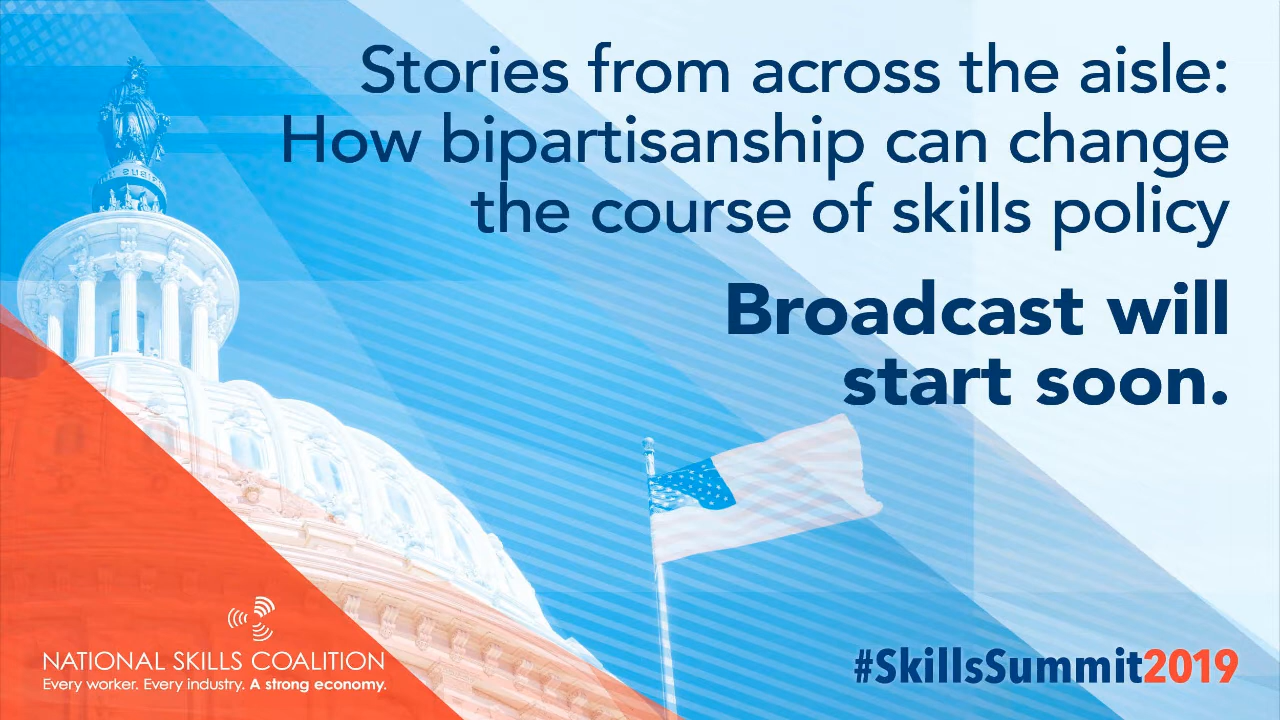 Stories from across the aisle:
How bipartisanship can change
the course of skills policy
Broadcast will
start soon.
NATIONAL SKILLS COALITION
Every worker. Every industry. A strong economy.
#SkillsSummit2019